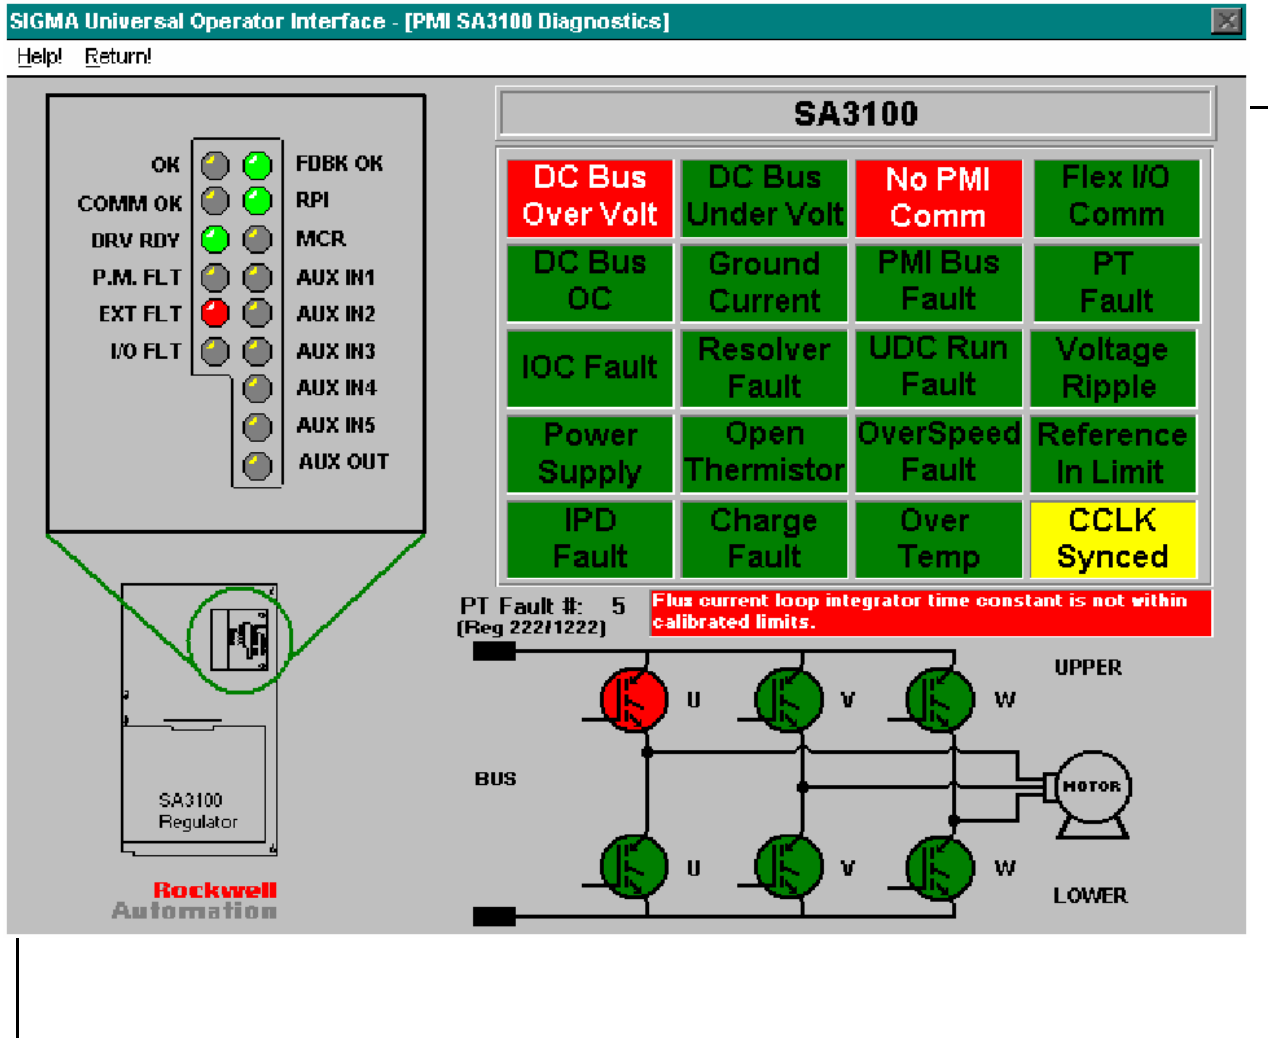 SIGMA Universal Operator Interface - [PMI SA3100 Diagnostics]
Help! Return!
OK FDBK OK
COMM OK RPI
DRV RDY MCR
P.M. FLT AUX IN1
EXT FLT AUX IN2
I/O FLT AUX IN3
AUX IN4
AUX IN5
AUX OUT
SA3100
Regulator
Rockwell
Automation
SA3100
DC Bus
Over Volt
DC Bus
Under Volt
No PMI
Comm
Flex I/O
Comm
DC Bus
OC
Ground
Current
PMI Bus
Fault
PT
Fault
IOC Fault
Resolver
Fault
UDC Run
Fault
Voltage
Ripple
Power
Supply
Open
Thermistor
OverSpeed
Fault
Reference
In Limit
IPD
Fault
Charge
Fault
Over
Temp
CCLK
Synced
PT Fault #: 5
(Reg 222/1222)
Flux current loop integrator time constant is not within
calibrated limits.
UPPER
U V W
BUS
MOTOR
U V W
LOWER